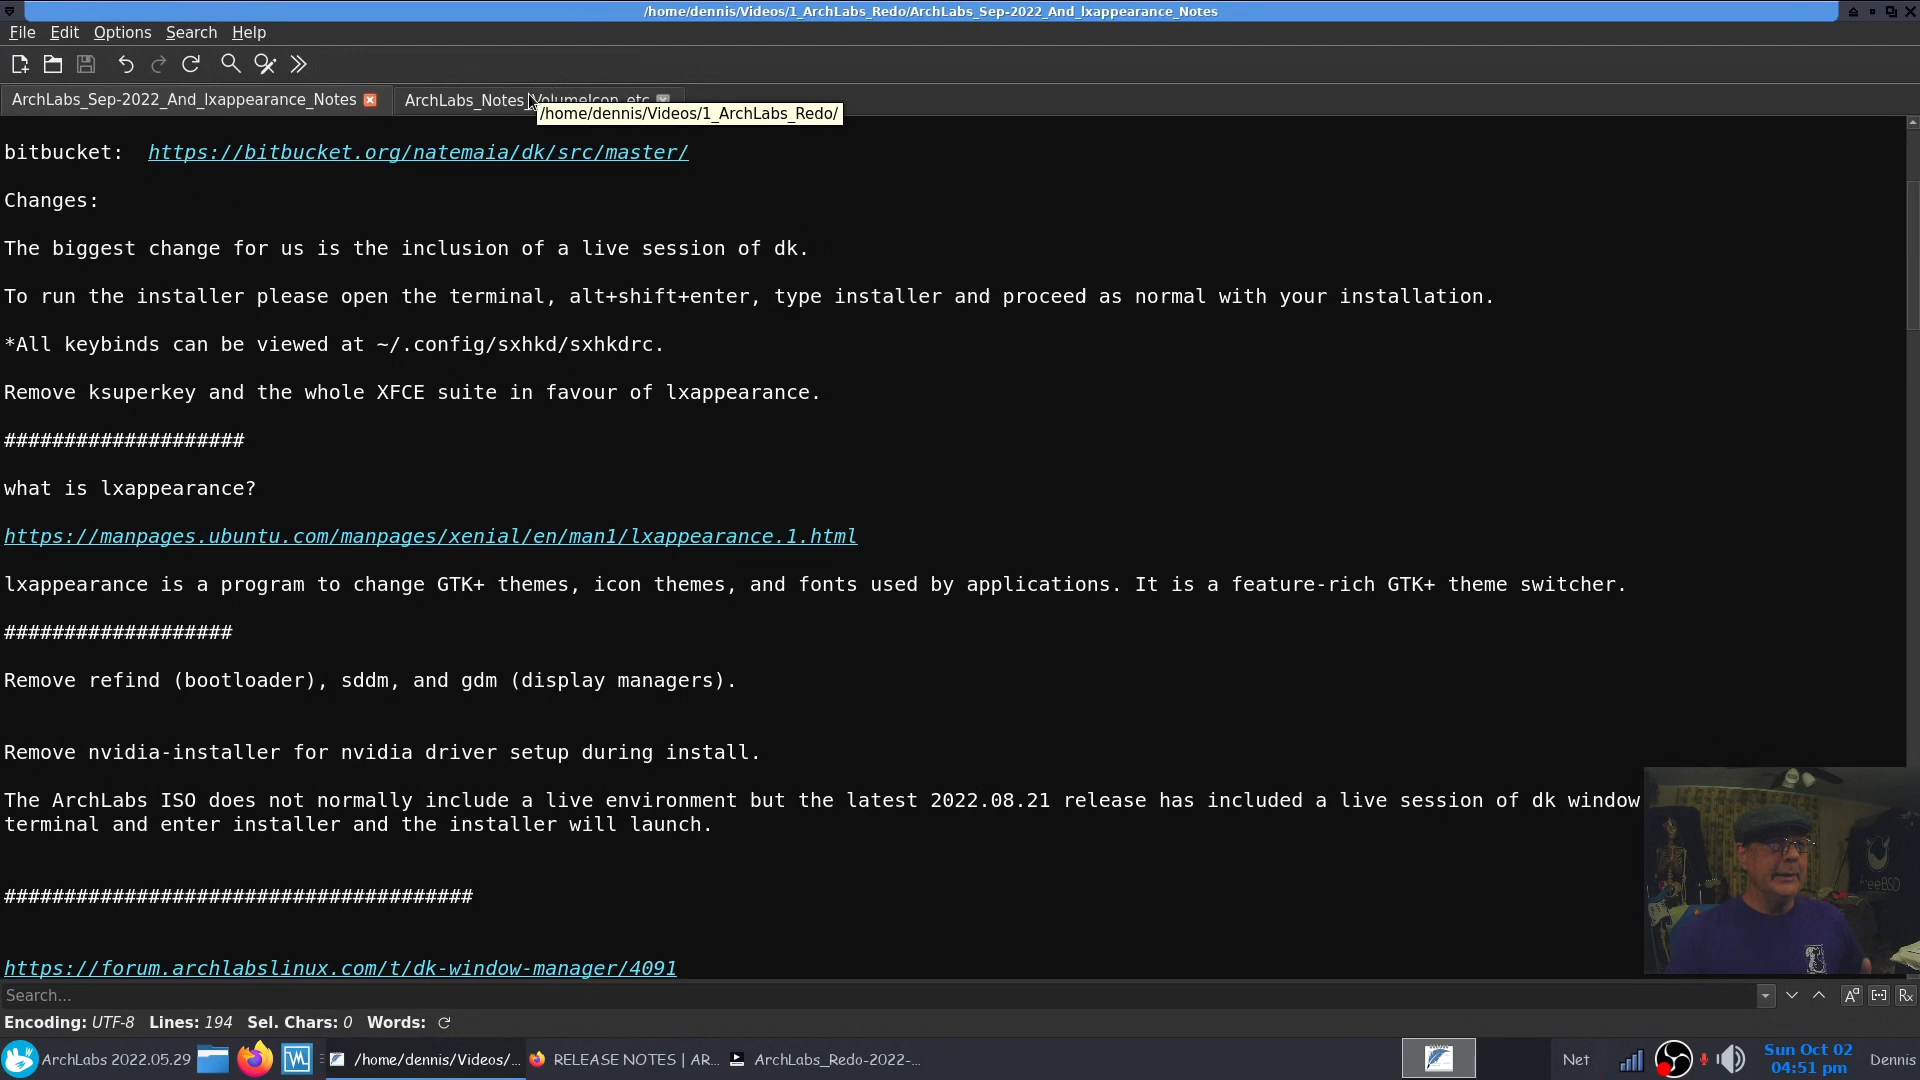 /home/dennis/Videos/1_ArchLabs_Redo/ArchLabs_Sep-2022_And_lxappearance_Notes
File Edit Options Search Help
ArchLabs_Sep-2022_And_lxappearance_Notes ArchLabs_Notes_VolumeIcon_etc
/home/dennis/Videos/1_ArchLabs_Redo/
bitbucket: https://bitbucket.org/natemaia/dk/src/master/
Changes:
The biggest change for us is the inclusion of a live session of dk.
To run the installer please open the terminal, alt+shift+enter, type installer and proceed as normal with your installation.
*All keybinds can be viewed at ~/.config/sxhkd/sxhkdrc.
Remove ksuperkey and the whole XFCE suite in favour of lxappearance.
####################
what is lxappearance?
https://manpages.ubuntu.com/manpages/xenial/en/man1/lxappearance.1.html
lxappearance is a program to change GTK+ themes, icon themes, and fonts used by applications. It is a feature-rich GTK+ theme switcher.
###################
Remove refind (bootloader), sddm, and gdm (display managers).
Remove nvidia-installer for nvidia driver setup during install.
The ArchLabs ISO does not normally include a live environment but the latest 2022.08.21 release has included a live session of dk window
terminal and enter installer and the installer will launch.
#######################################
https://forum.archlabslinux.com/t/dk-window-manager/4091
Search...
Encoding: UTF-8 Lines: 194 Sel. Chars: 0 Words:
ArchLabs 2022.05.29 /home/dennis/Videos/... RELEASE NOTES | AR... ArchLabs_Redo-2022-... Net Sun Oct 02 Dennis
04:51 pm